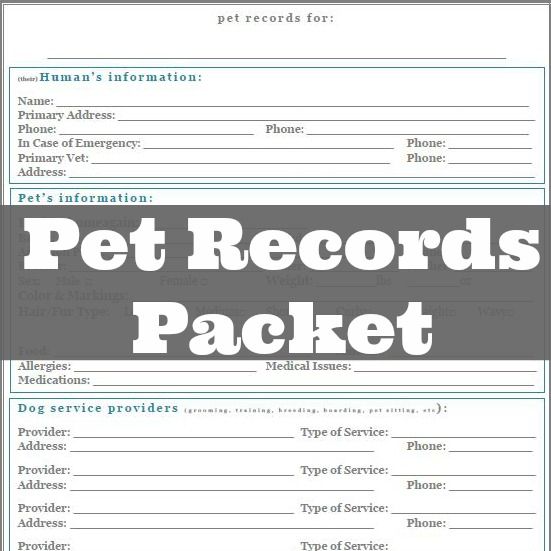 pet records for:
(their) Human's information:
Name:
Primary Address:
Phone: Phone:
In Case of Emergency: Phone:
Primary Vet: Phone:
Address:
Pet's information:
Pet Records
Sex: Male Female Weight: lbs or
Color & Markings:
Hair/Fur Type:
Packet
Food:
Allergies: Medical Issues:
Medications:
Dog service providers (grooming, training, breeding, boarding, pet sitting, etc):
Provider: Type of Service:
Address: Phone:
Provider: Type of Service:
Address: Phone:
Provider: Type of Service:
Address: Phone:
Provider: Type of Service: